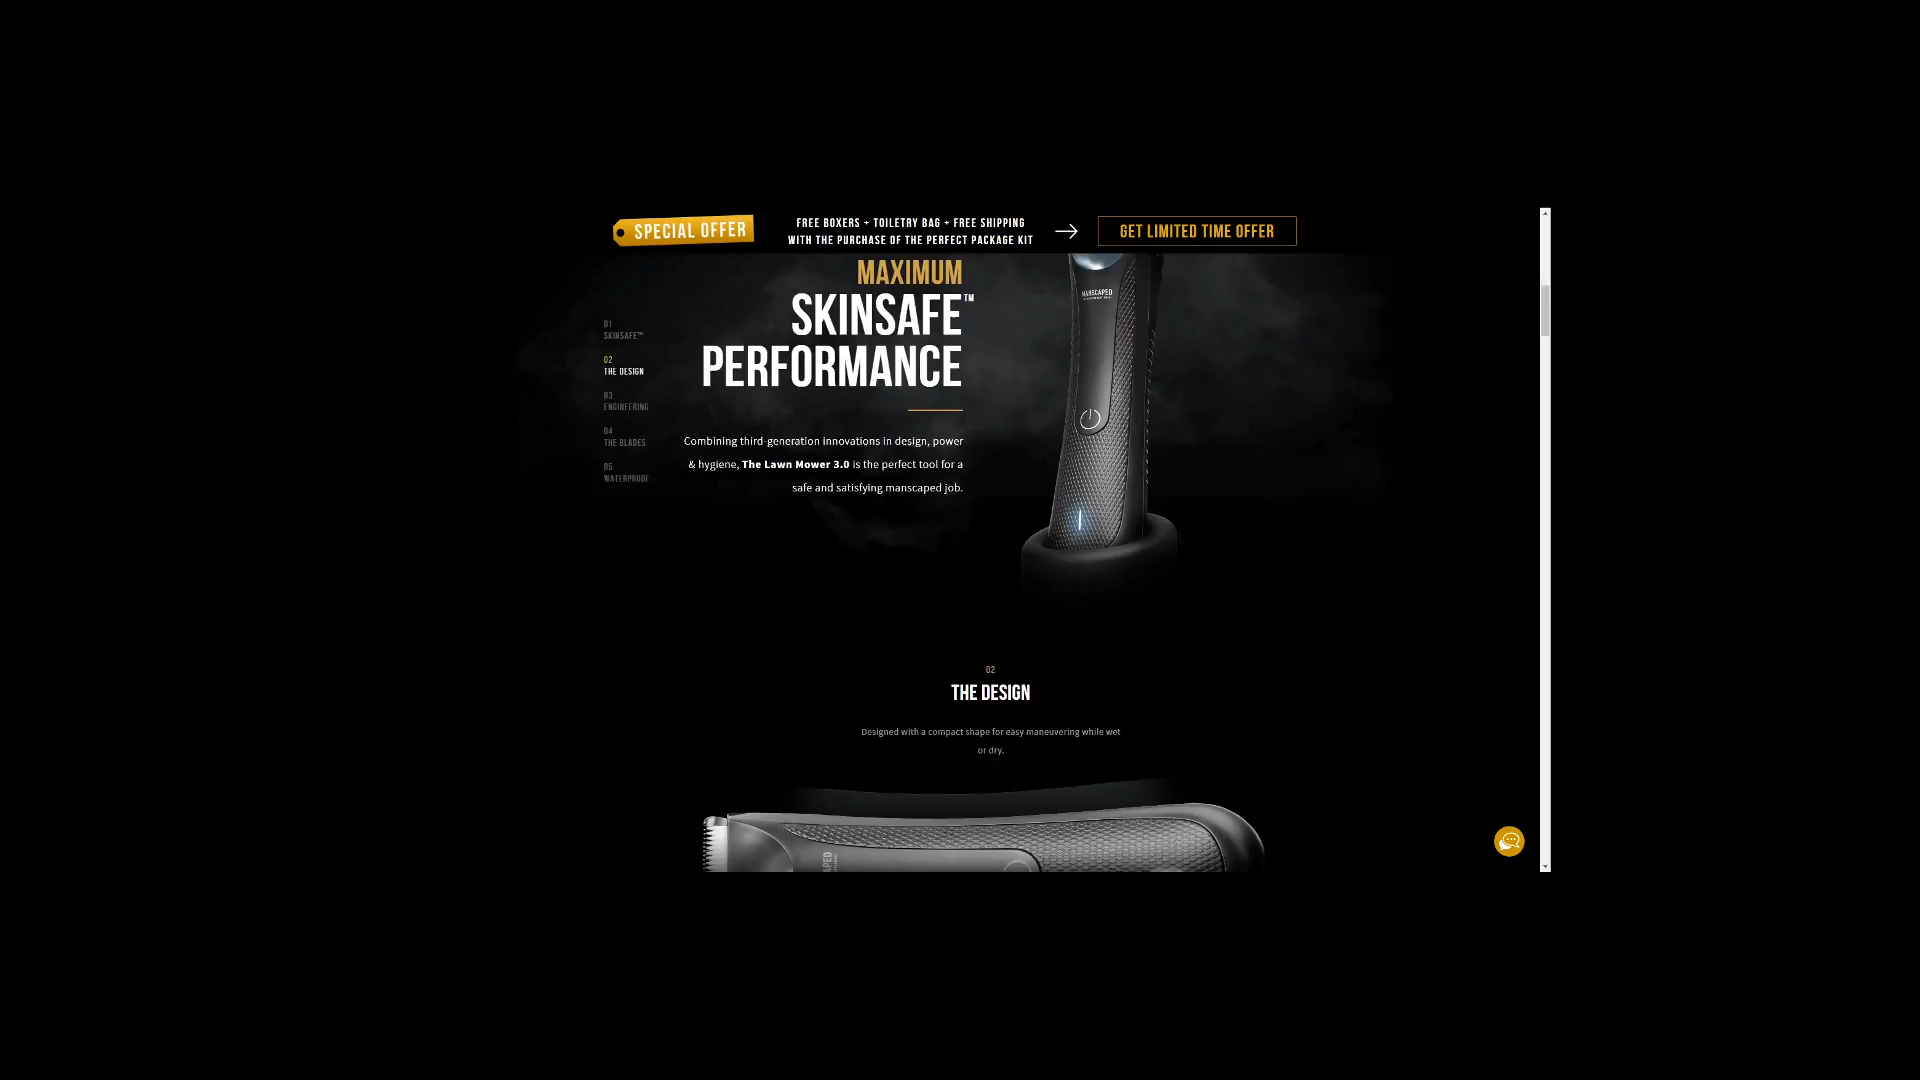 SPECIAL OFFER
FREE BOXERS + TOILETRY BAG + FREE SHIPPING
WITH THE PURCHASE OF THE PERFECT PACKAGE KIT
GET LIMITED TIME OFFER
MAXIMUM
SKINSAFE™
PERFORMANCE
MANSCAPED
01
SKINSAFE™
02
THE DESIGN
03
ENGINEERING
04
THE BLADES
05
WATERPROOF
Combining third-generation innovations in design, power
& hygiene, The Lawn Mower 3.0 is the perfect tool for a
safe and satisfying manscaped job.
02
THE DESIGN
Designed with a compact shape for easy maneuvering while wet
or dry.